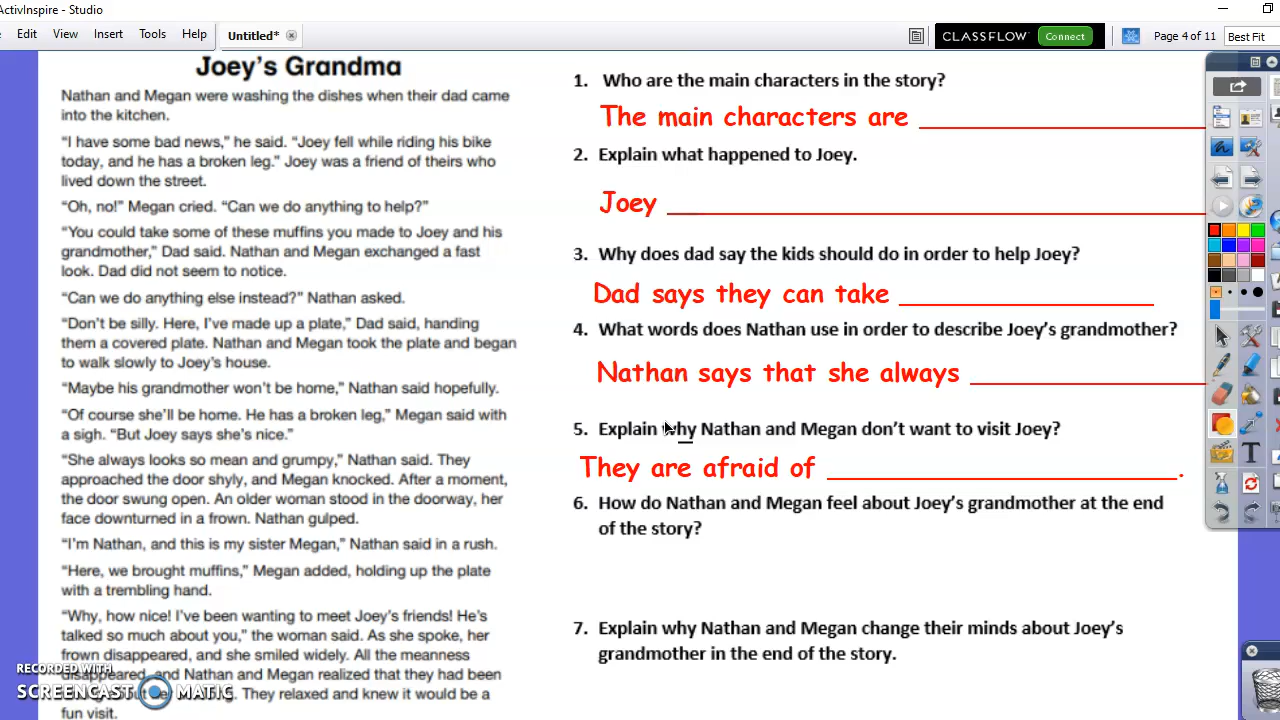 ActivInspire - Studio
Edit View Insert Tools Help Untitled*
CLASSFLOW Connect Page 4 of 11 Best Fit
Joey's Grandma
Nathan and Megan were washing the dishes when their dad came
into the kitchen.
"I have some bad news," he said. "Joey fell while riding his bike
today, and he has a broken leg." Joey was a friend of theirs who
lived down the street.
"Oh, no!" Megan cried. "Can we do anything to help?"
"You could take some of these muffins you made to Joey and his
grandmother," Dad said. Nathan and Megan exchanged a fast
look. Dad did not seem to notice.
"Can we do anything else instead?" Nathan asked.
"Don't be silly. Here, I've made up a plate," Dad said, handing
them a covered plate. Nathan and Megan took the plate and began
to walk slowly to Joey's house.
"Maybe his grandmother won't be home," Nathan said hopefully.
"Of course she'll be home. He has a broken leg," Megan said with
a sigh. "But Joey says she's nice."
"She always looks so mean and grumpy," Nathan said. They
approached the door shyly, and Megan knocked. After a moment,
the door swung open. An older woman stood in the doorway, her
face downturned in a frown. Nathan gulped.
"I'm Nathan, and this is my sister Megan," Nathan said in a rush.
"Here, we brought muffins," Megan added, holding up the plate
with a trembling hand.
"Why, how nice! I've been wanting to meet Joey's friends! He's
talked so much about you," the woman said. As she spoke, her
frown disappeared, and she smiled widely. All the meanness
disappeared, and Nathan and Megan realized that they had been
They relaxed and knew it would be a
fun visit.
1. Who are the main characters in the story?
The main characters are
2. Explain what happened to Joey.
Joey
3. Why does dad say the kids should do in order to help Joey?
Dad says they can take
4. What words does Nathan use in order to describe Joey's grandmother?
Nathan says that she always
5. Explain why Nathan and Megan don't want to visit Joey?
They are afraid of .
6. How do Nathan and Megan feel about Joey's grandmother at the end
of the story?
7. Explain why Nathan and Megan change their minds about Joey's
grandmother in the end of the story.
RECORDED WITH
SCREENCAST MATIC